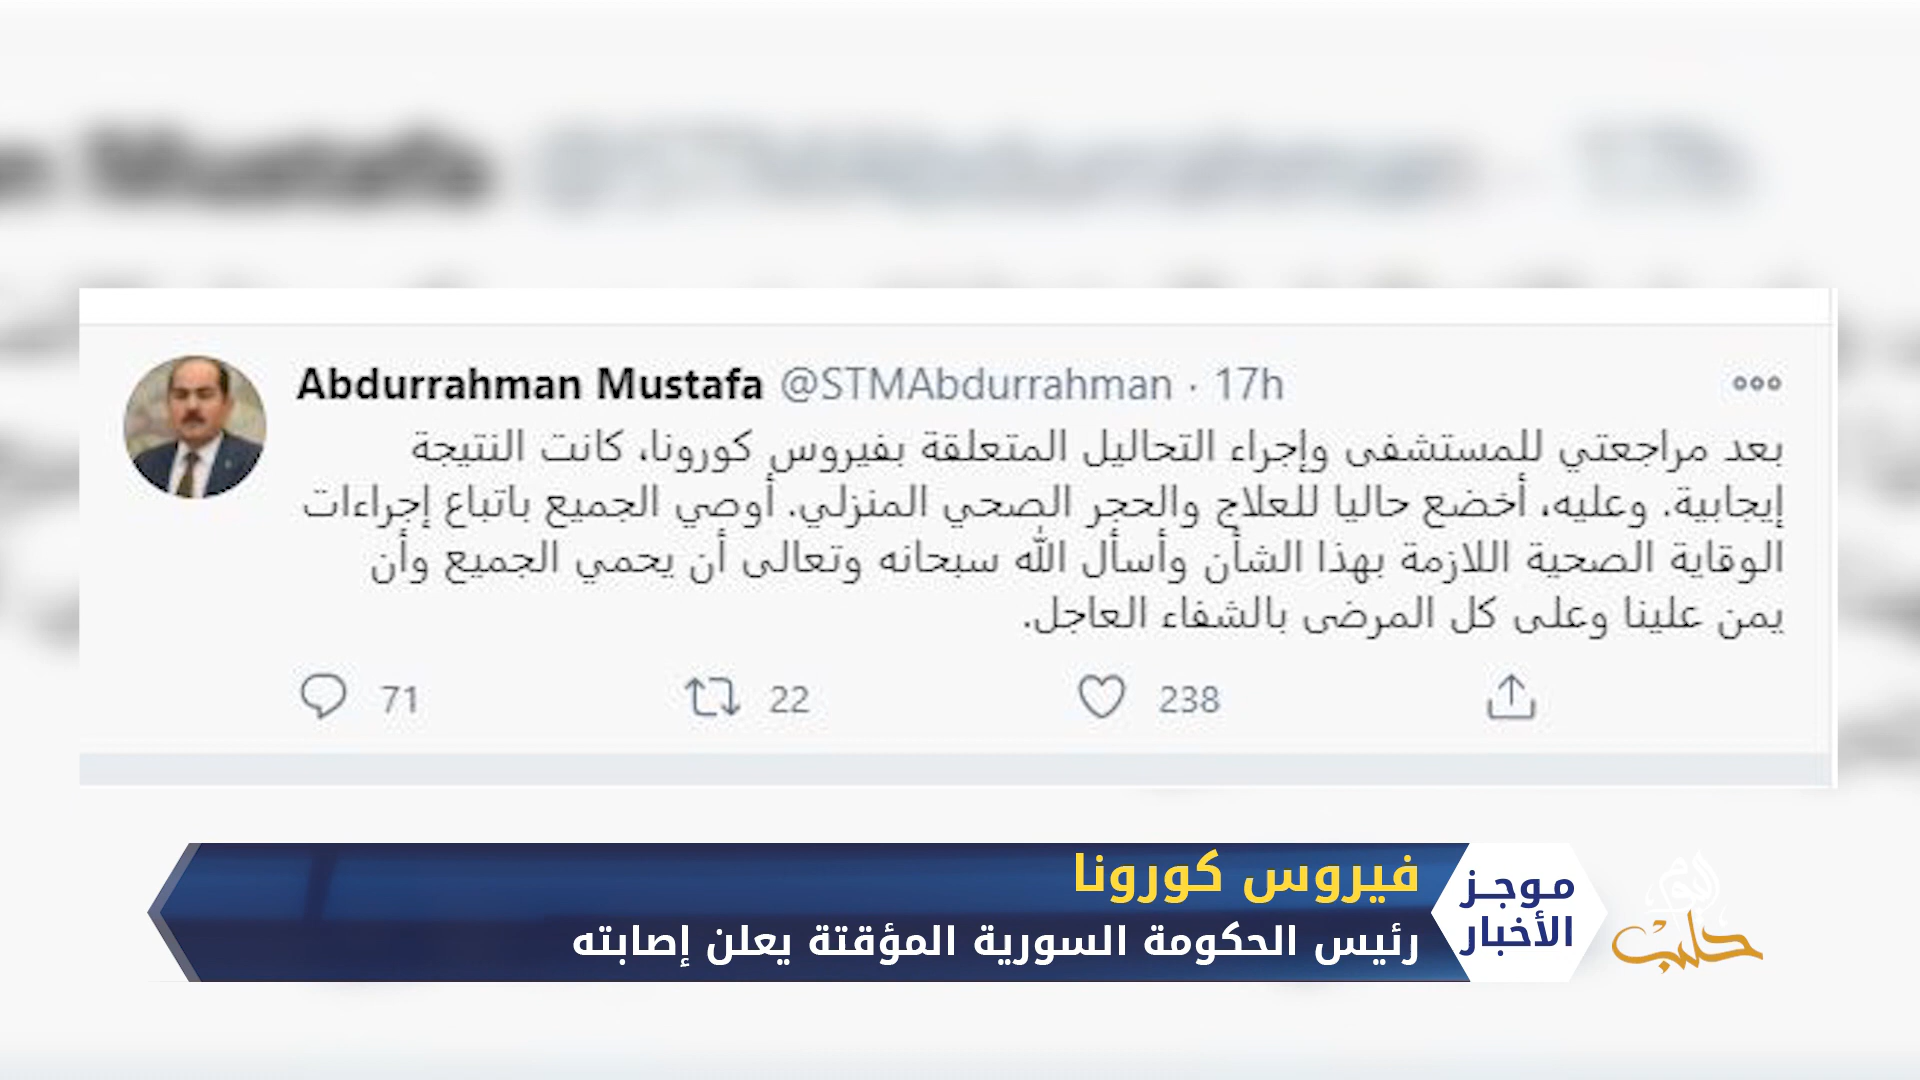 Abdurrahman Mustafa @STMAbdurrahman · 17h
بعد مراجعتي للمستشفى وإجراء التحاليل المتعلقة بفيروس كورونا، كانت النتيجة
إيجابية. وعليه، أخضع حاليا للعلاج والحجر الصحي المنزلي. أوصي الجميع باتباع إجراءات
الوقاية الصحية اللازمة بهذا الشأن وأسأل الله سبحانه وتعالى أن يحمي الجميع وأن
يمن علينا وعلى كل المرضى بالشفاء العاجل.
71 22 238
فيروس كورونا
رئيس الحكومة السورية المؤقتة يعلن إصابته
موجز
الأخبار
حلب
اليوم